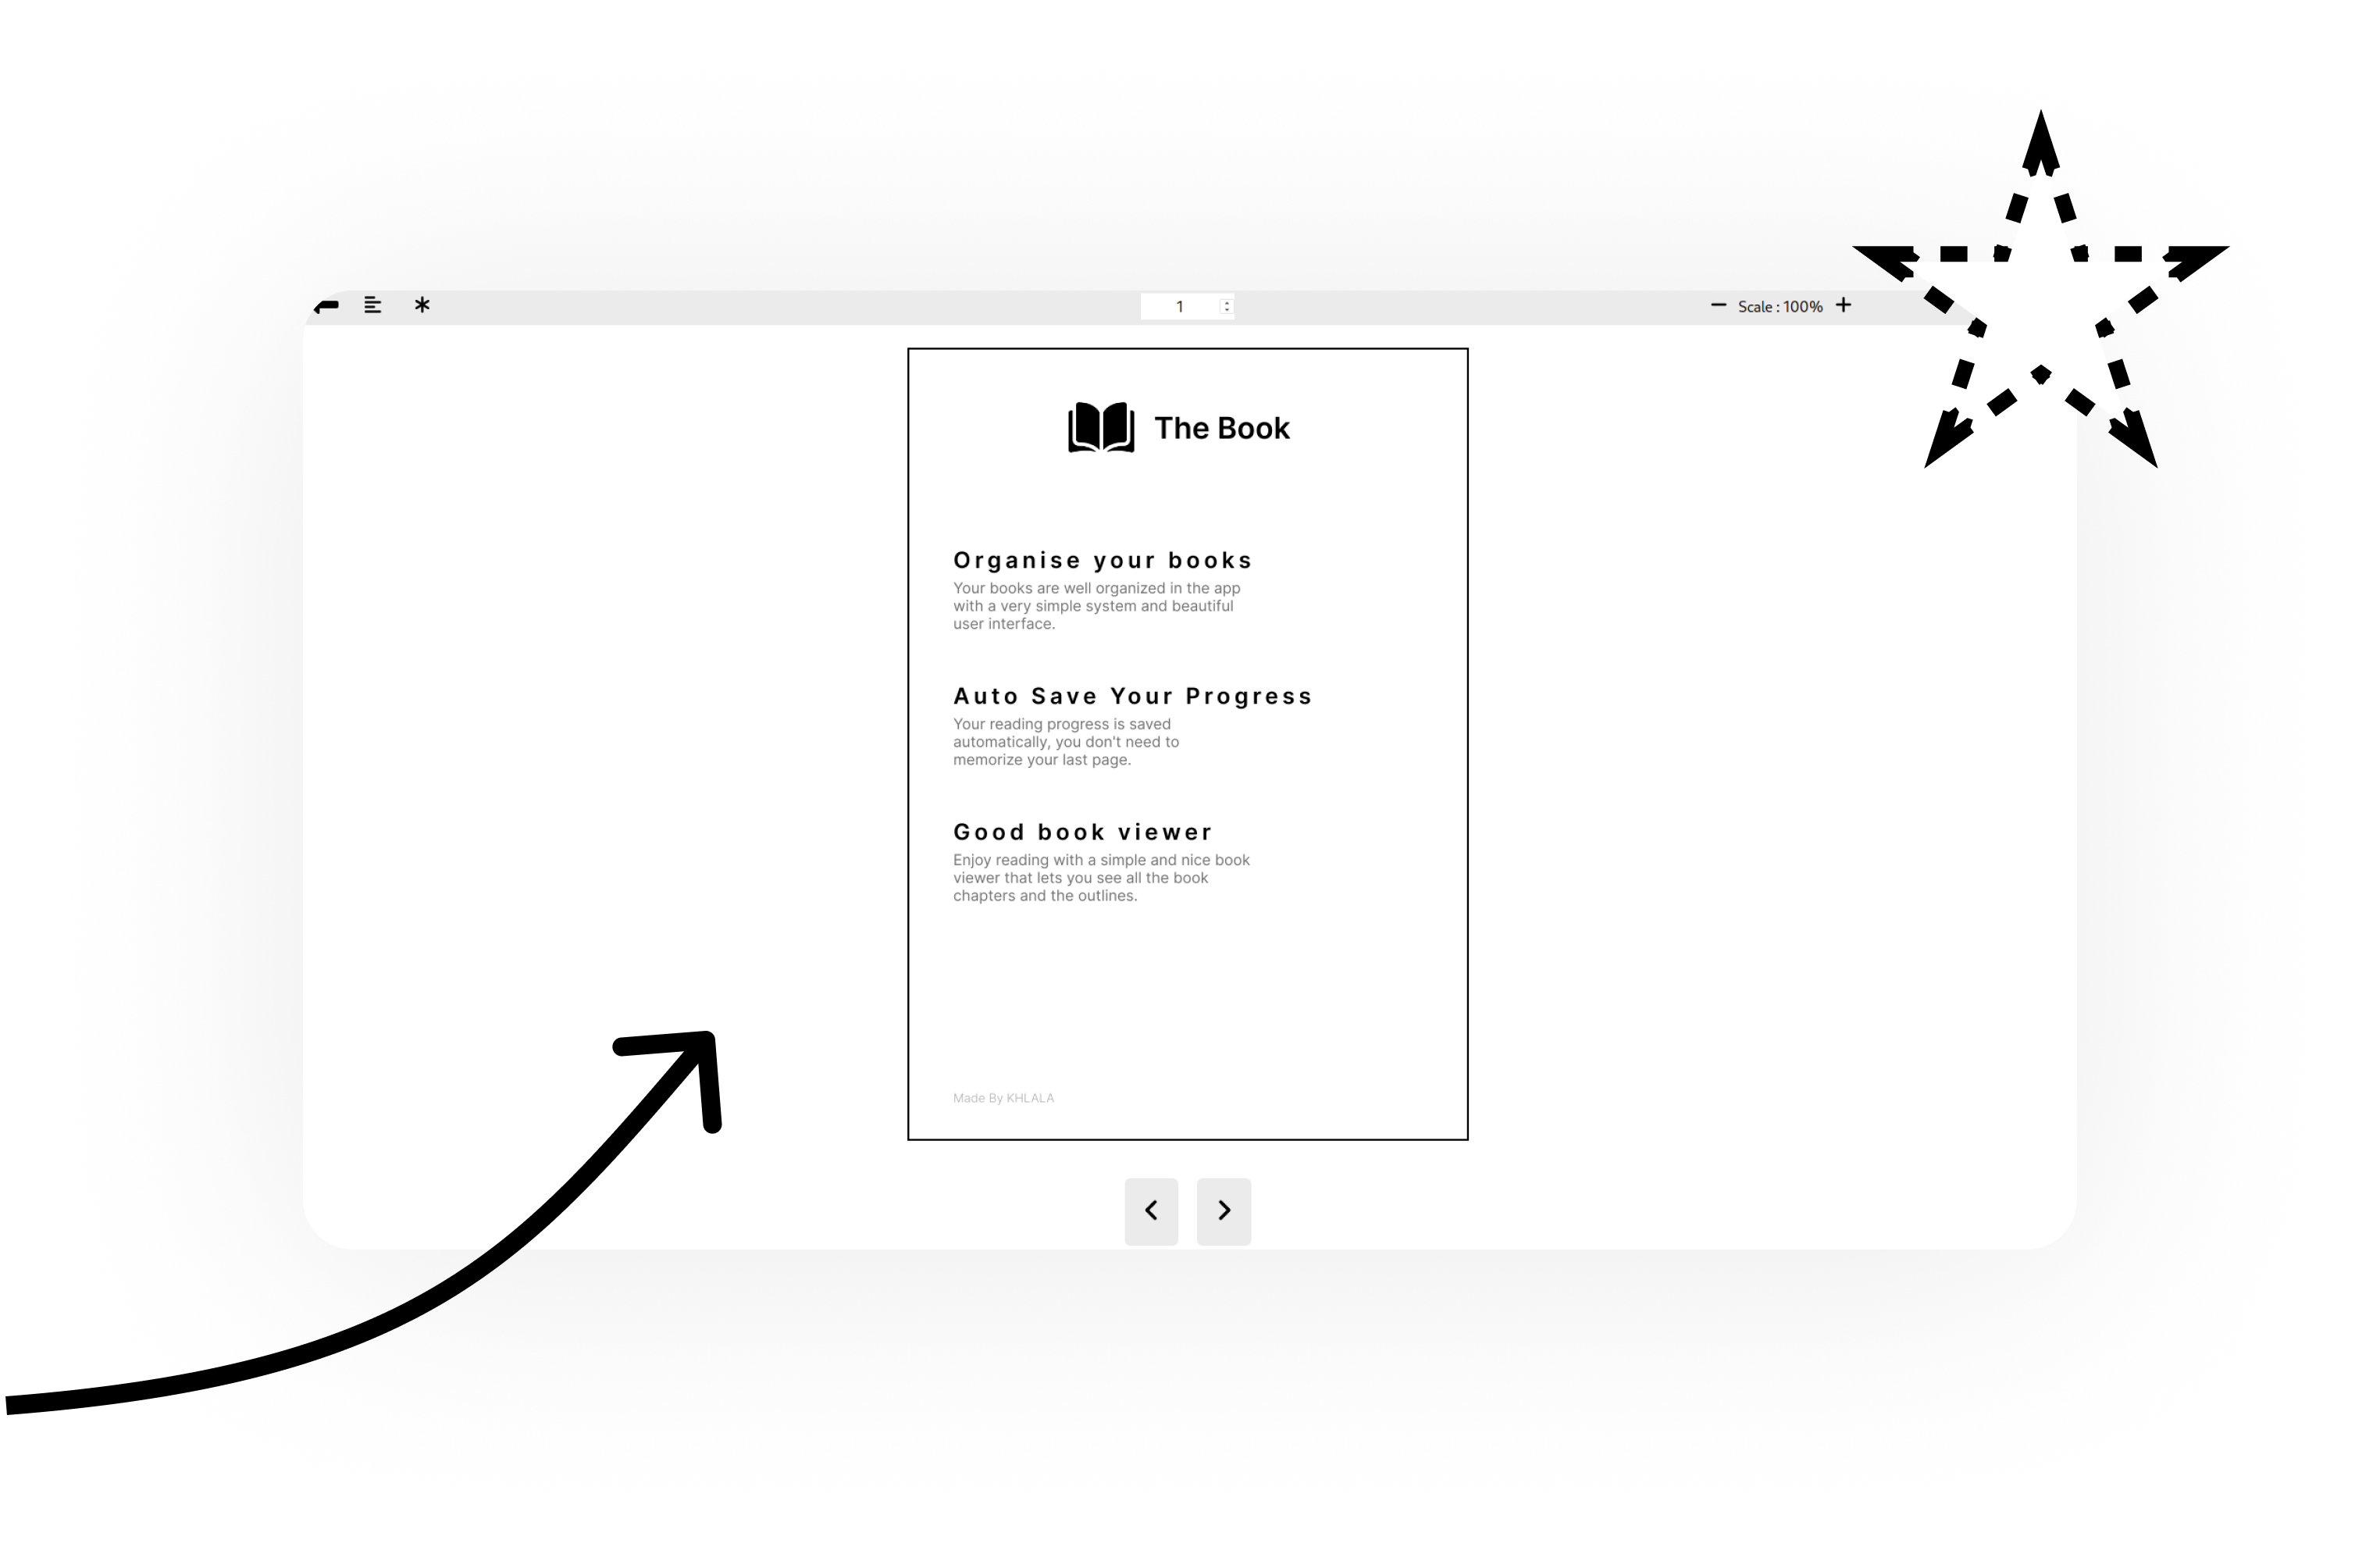 1
Scale : 100%
The Book
Organise your books
Your books are well organized in the app
with a very simple system and beautiful
user interface.
Auto Save Your Progress
Your reading progress is saved
automatically, you don't need to
memorize your last page.
Good book viewer
Enjoy reading with a simple and nice book
viewer that lets you see all the book
chapters and the outlines.
Made By KHLALA